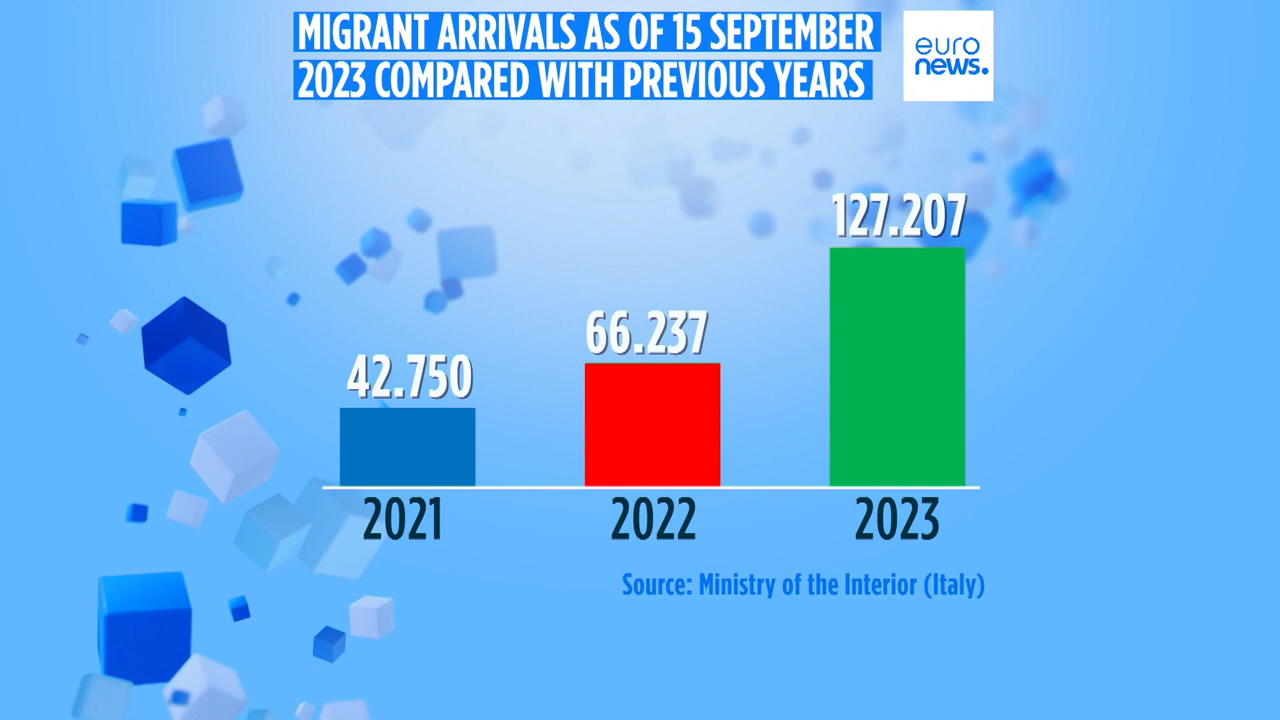 MIGRANT ARRIVALS AS OF 15 SEPTEMBER
2023 COMPARED WITH PREVIOUS YEARS
euro
news.
127.207
66.237
42.750
2021 2022 2023
Source: Ministry of the Interior (Italy)